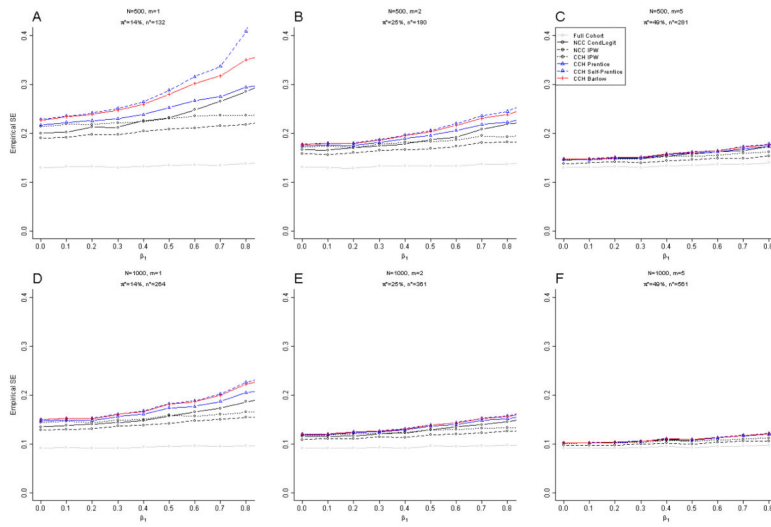 A
N=500, m=1
π*=14%, n*=132
Empirical SE
0.4
0.3
0.2
0.1
0.0
0.0 0.1 0.2 0.3 0.4 0.5 0.6 0.7 0.8
β1
B
N=500, m=2
π*=25%, n*=180
0.4
0.3
0.2
0.1
0.0
0.0 0.1 0.2 0.3 0.4 0.5 0.6 0.7 0.8
β1
C
N=500, m=5
π*=49%, n*=281
Full Cohort
NCC CondLogit
NCC IPW
CCH IPW
CCH Prentice
CCH Self-Prentice
CCH Barlow
0.4
0.3
0.2
0.1
0.0
0.0 0.1 0.2 0.3 0.4 0.5 0.6 0.7 0.8
β1
D
N=1000, m=1
π*=14%, n*=264
Empirical SE
0.4
0.3
0.2
0.1
0.0
0.0 0.1 0.2 0.3 0.4 0.5 0.6 0.7 0.8
β1
E
N=1000, m=2
π*=25%, n*=361
0.4
0.3
0.2
0.1
0.0
0.0 0.1 0.2 0.3 0.4 0.5 0.6 0.7 0.8
β1
F
N=1000, m=5
π*=49%, n*=561
0.4
0.3
0.2
0.1
0.0
0.0 0.1 0.2 0.3 0.4 0.5 0.6 0.7 0.8
β1